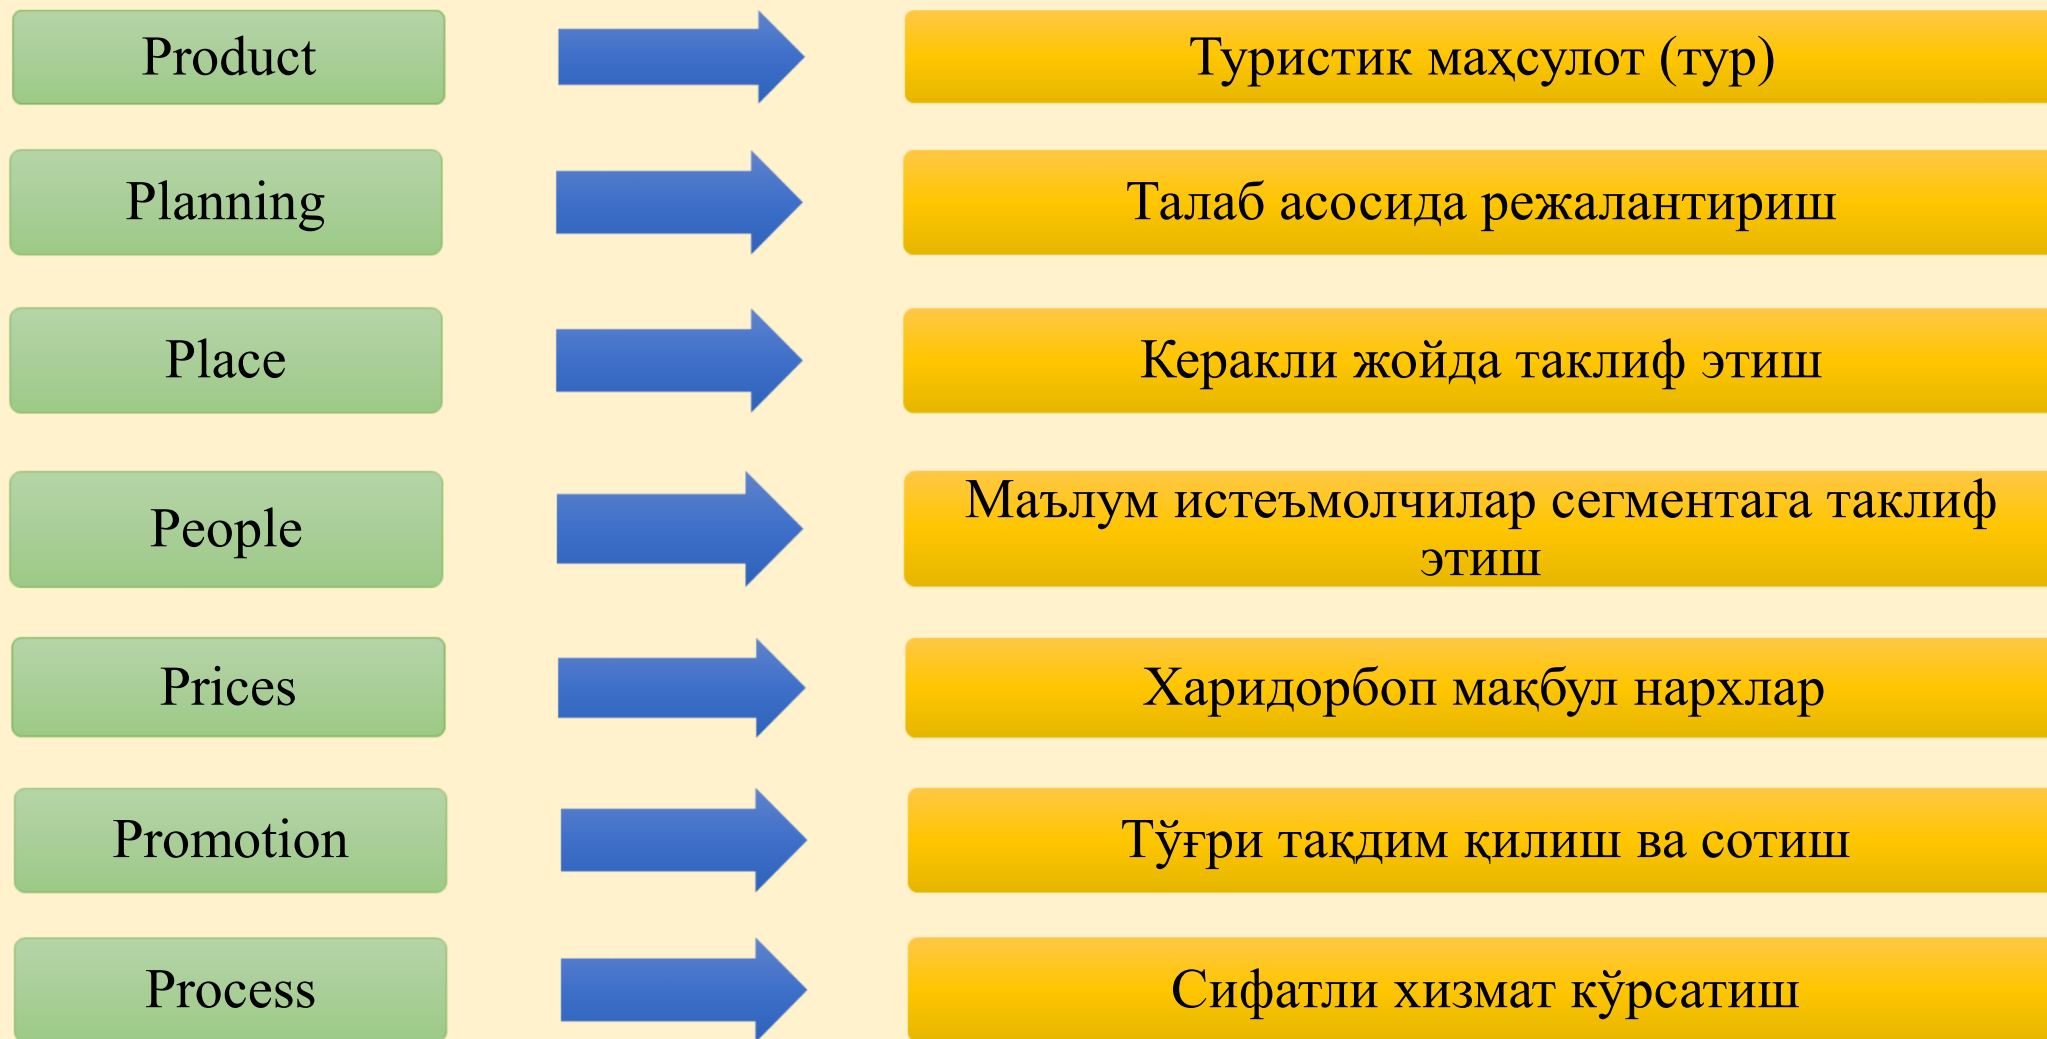 Product
Туристик маҳсулот (тур)
Planning
Талаб асосида режалантириш
Place
Керакли жойда таклиф этиш
People
Маълум истеъмолчилар сегментага таклиф
этиш
Prices
Харидорбоп мақбул нархлар
Promotion
Тўғри тақдим қилиш ва сотиш
Process
Сифатли хизмат кўрсатиш